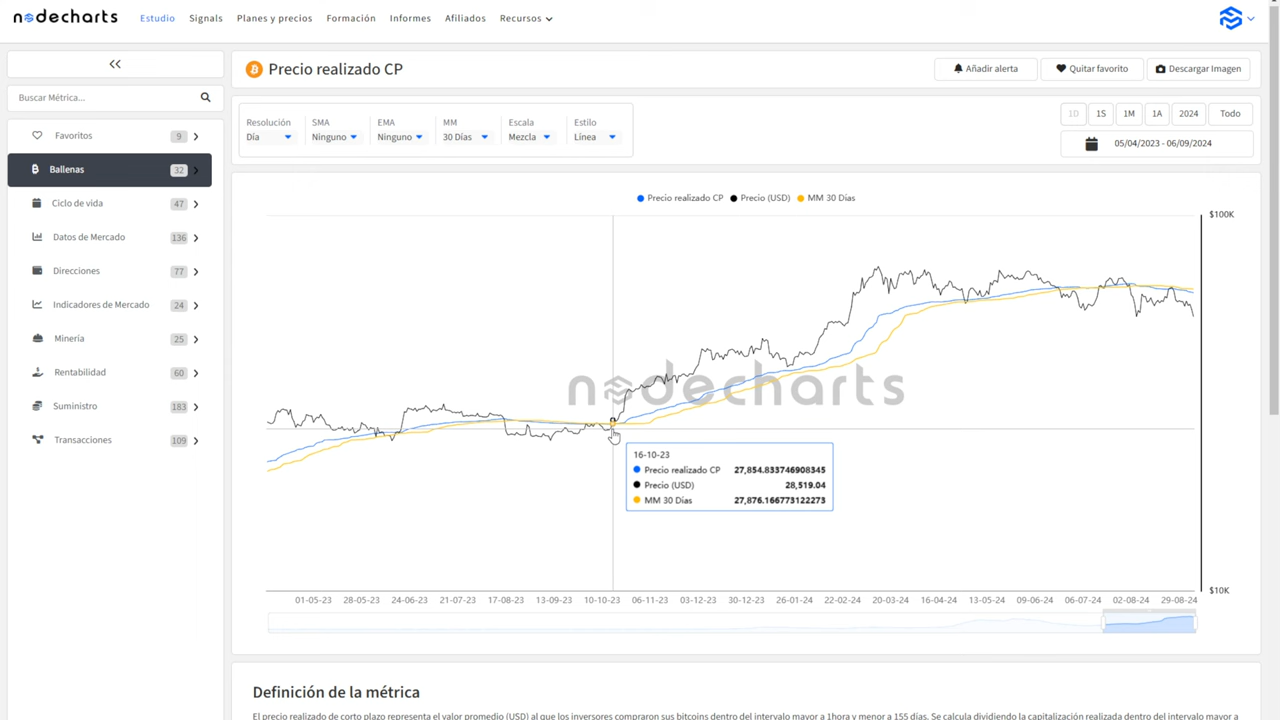 nodecharts
Estudio Signals Planes y precios Formación Informes Afiliados Recursos
Buscar Métrica...
Favoritos 9
Ballenas 32
Ciclo de vida 47
Datos de Mercado 136
Direcciones 77
Indicadores de Mercado 24
Minería 25
Rentabilidad 60
Suministro 183
Transacciones 109
Precio realizado CP
Añadir alerta Quitar favorito Descargar Imagen
Resolución SMA EMA MM Escala Estilo
Día Ninguno Ninguno 30 Días Mezcla Línea
1D 1S 1M 1A 2024 Todo
05/04/2023 - 06/09/2024
Precio realizado CP Precio (USD) MM 30 Días
$100K
nodecharts
16-10-23
Precio realizado CP 27,854.833746908345
Precio (USD) 28,519.04
MM 30 Días 27,876.166773122273
$10K
01-05-23 28-05-23 24-06-23 21-07-23 17-08-23 13-09-23 10-10-23 06-11-23 03-12-23 30-12-23 26-01-24 22-02-24 20-03-24 16-04-24 13-05-24 09-06-24 06-07-24 02-08-24 29-08-24
Definición de la métrica
El precio realizado de corto plazo representa el valor promedio (USD) al que los inversores compraron sus bitcoins dentro del intervalo mayor a 1hora y menor a 155 días. Se calcula dividiendo la capitalización realizada dentro del intervalo mayor a